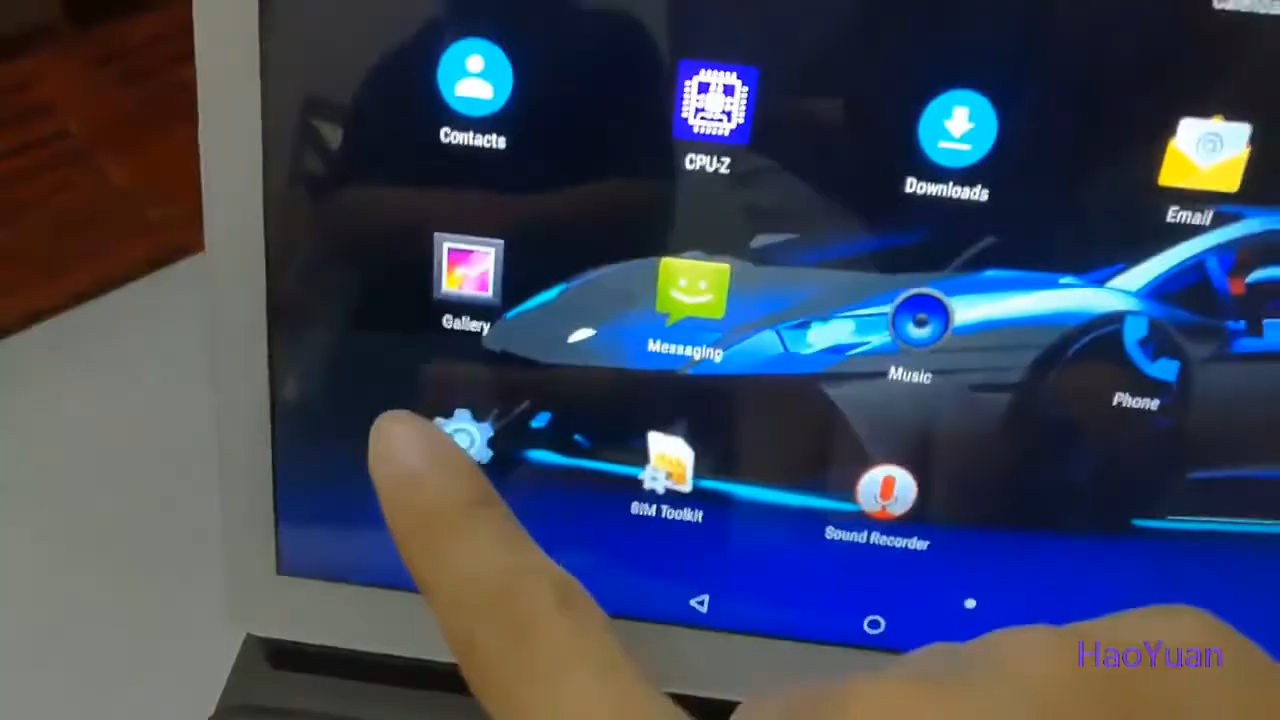 Contacts
CPU-Z
Downloads
Email
Gallery
Messaging
Music
Phone
SIM Toolkit
Sound Recorder
HaoYuan